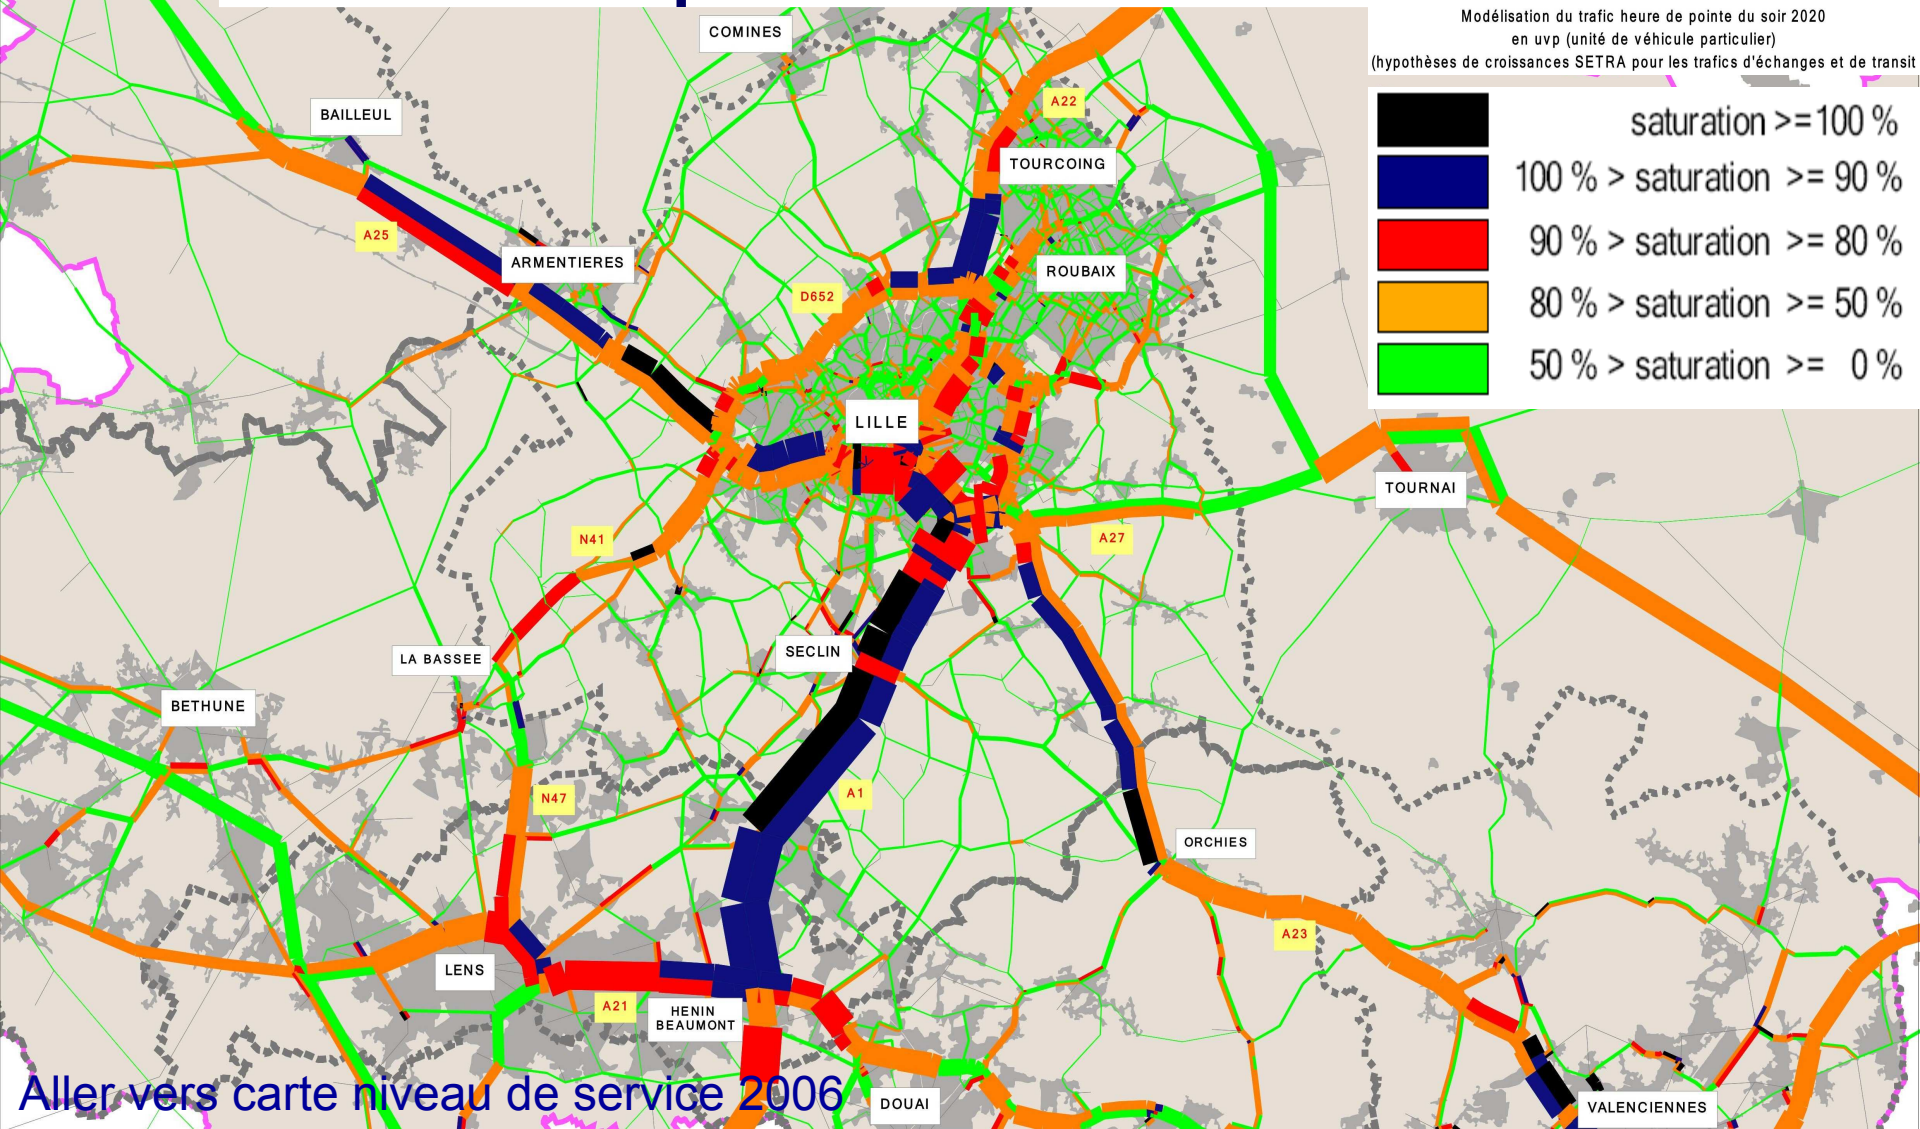 Modélisation du trafic heure de pointe du soir 2020
en uvp (unité de véhicule particulier)
(hypothèses de croissances SETRA pour les trafics d'échanges et de transit
saturation >=100 %
100 % > saturation >= 90 %
90 % > saturation >= 80 %
80 % > saturation >= 50 %
50 % > saturation >= 0 %
COMINES
A22
BAILLEUL
TOURCOING
A25
ARMENTIERES
ROUBAIX
D652
LILLE
TOURNAI
N41
A27
SECLIN
LA BASSEE
BETHUNE
N47
A1
ORCHIES
A23
LENS
A21
HENIN
BEAUMONT
DOUAI
VALENCIENNES
Aller vers carte niveau de service 2006